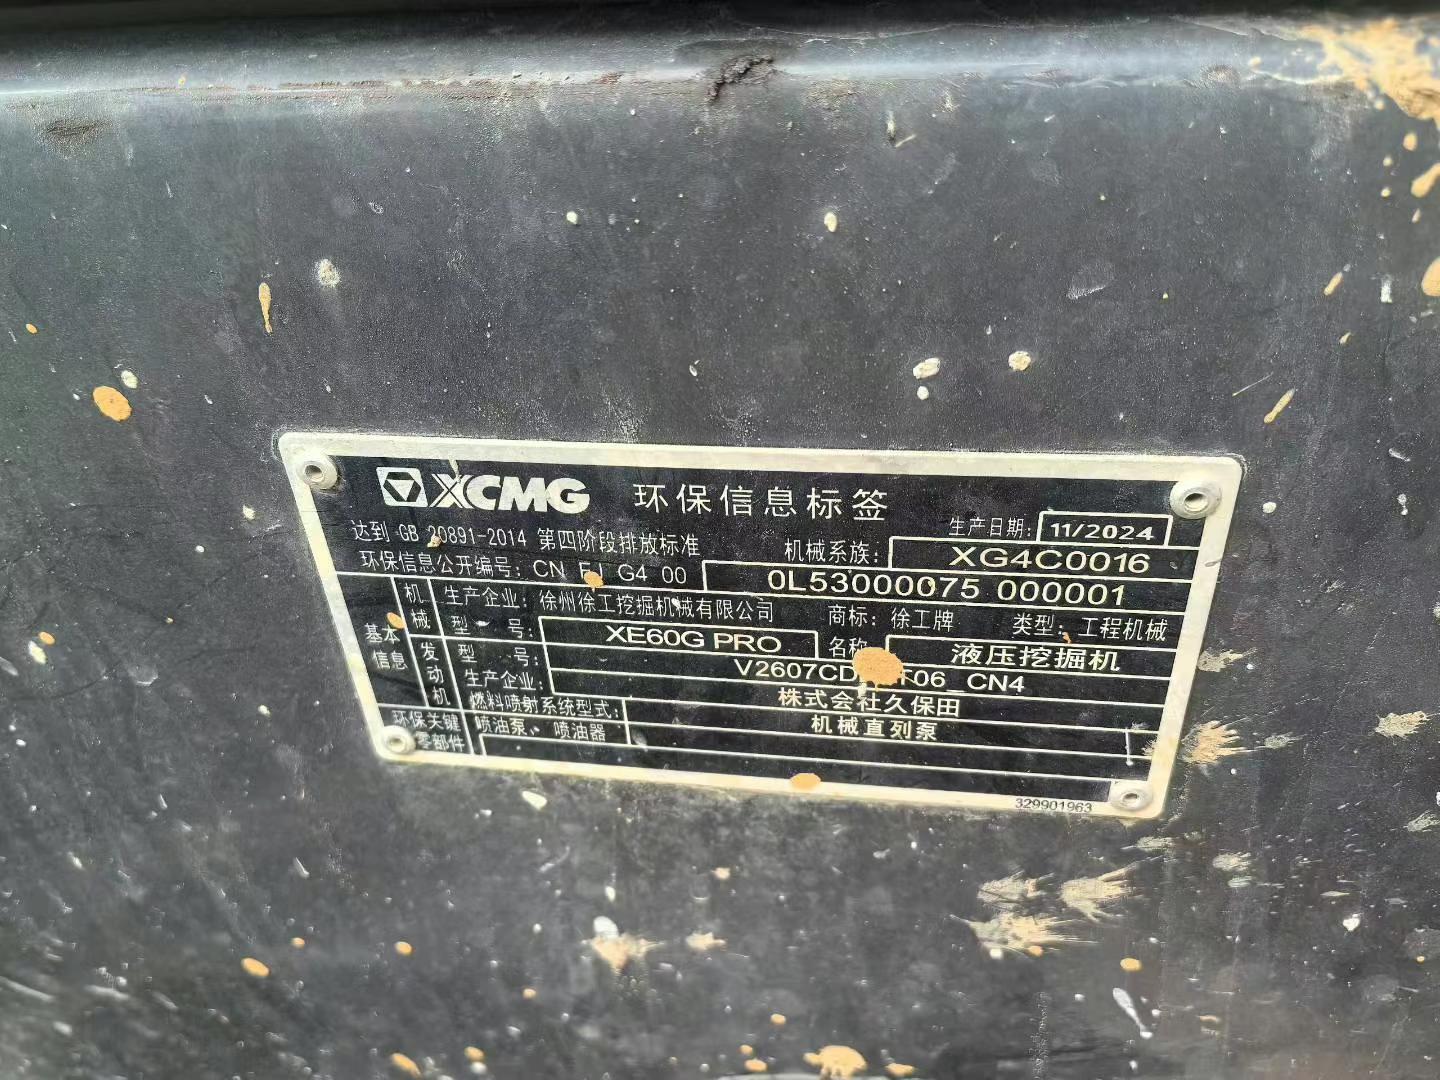 XCMG 环保信息标签
达到 GB 20891-2014 第四阶段排放标准
生产日期: 11/2024
机械系族: XG4C0016
环保信息公开编号: CN FJ G4 00 0L53000075 000001
基本信息
机械
生产企业: 徐州徐工挖掘机械有限公司 商标: 徐工牌 类型: 工程机械
型 号: XE60G PRO 名称 液压挖掘机
发动机
型 号: V2607CD T06_CN4
生产企业: 株式会社久保田
燃料喷射系统型式: 机械直列泵
环保关键零部件
喷油泵、喷油器
329901963